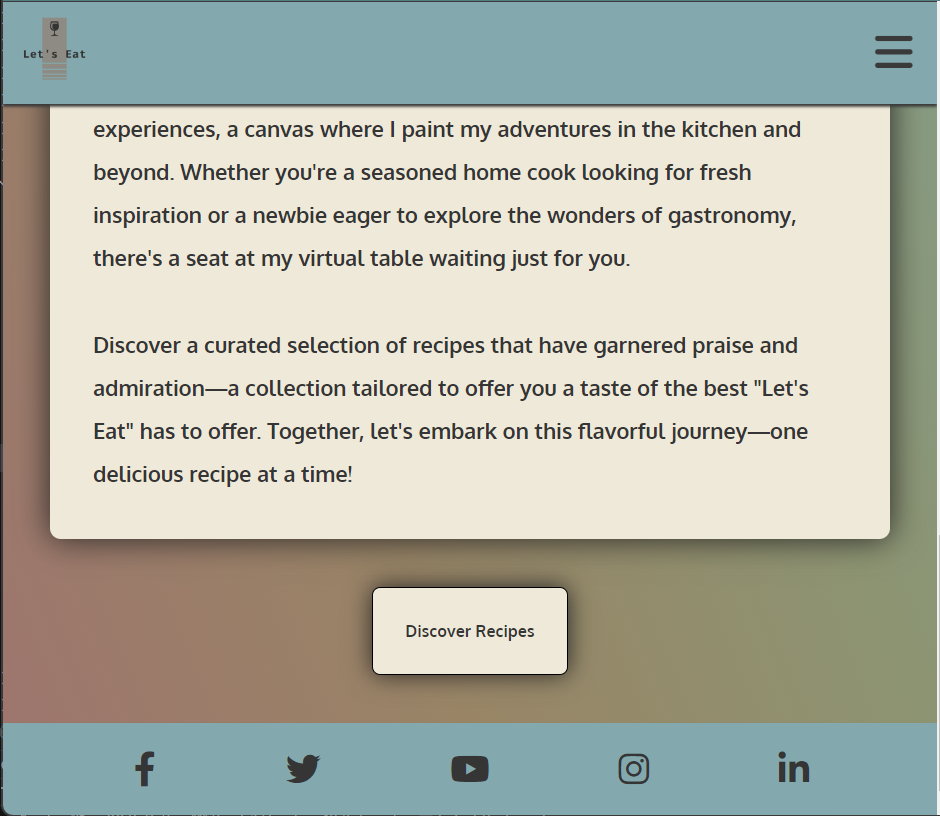 Let's Eat
experiences, a canvas where I paint my adventures in the kitchen and
beyond. Whether you're a seasoned home cook looking for fresh
inspiration or a newbie eager to explore the wonders of gastronomy,
there's a seat at my virtual table waiting just for you.
Discover a curated selection of recipes that have garnered praise and
admiration—a collection tailored to offer you a taste of the best "Let's
Eat" has to offer. Together, let's embark on this flavorful journey—one
delicious recipe at a time!
Discover Recipes